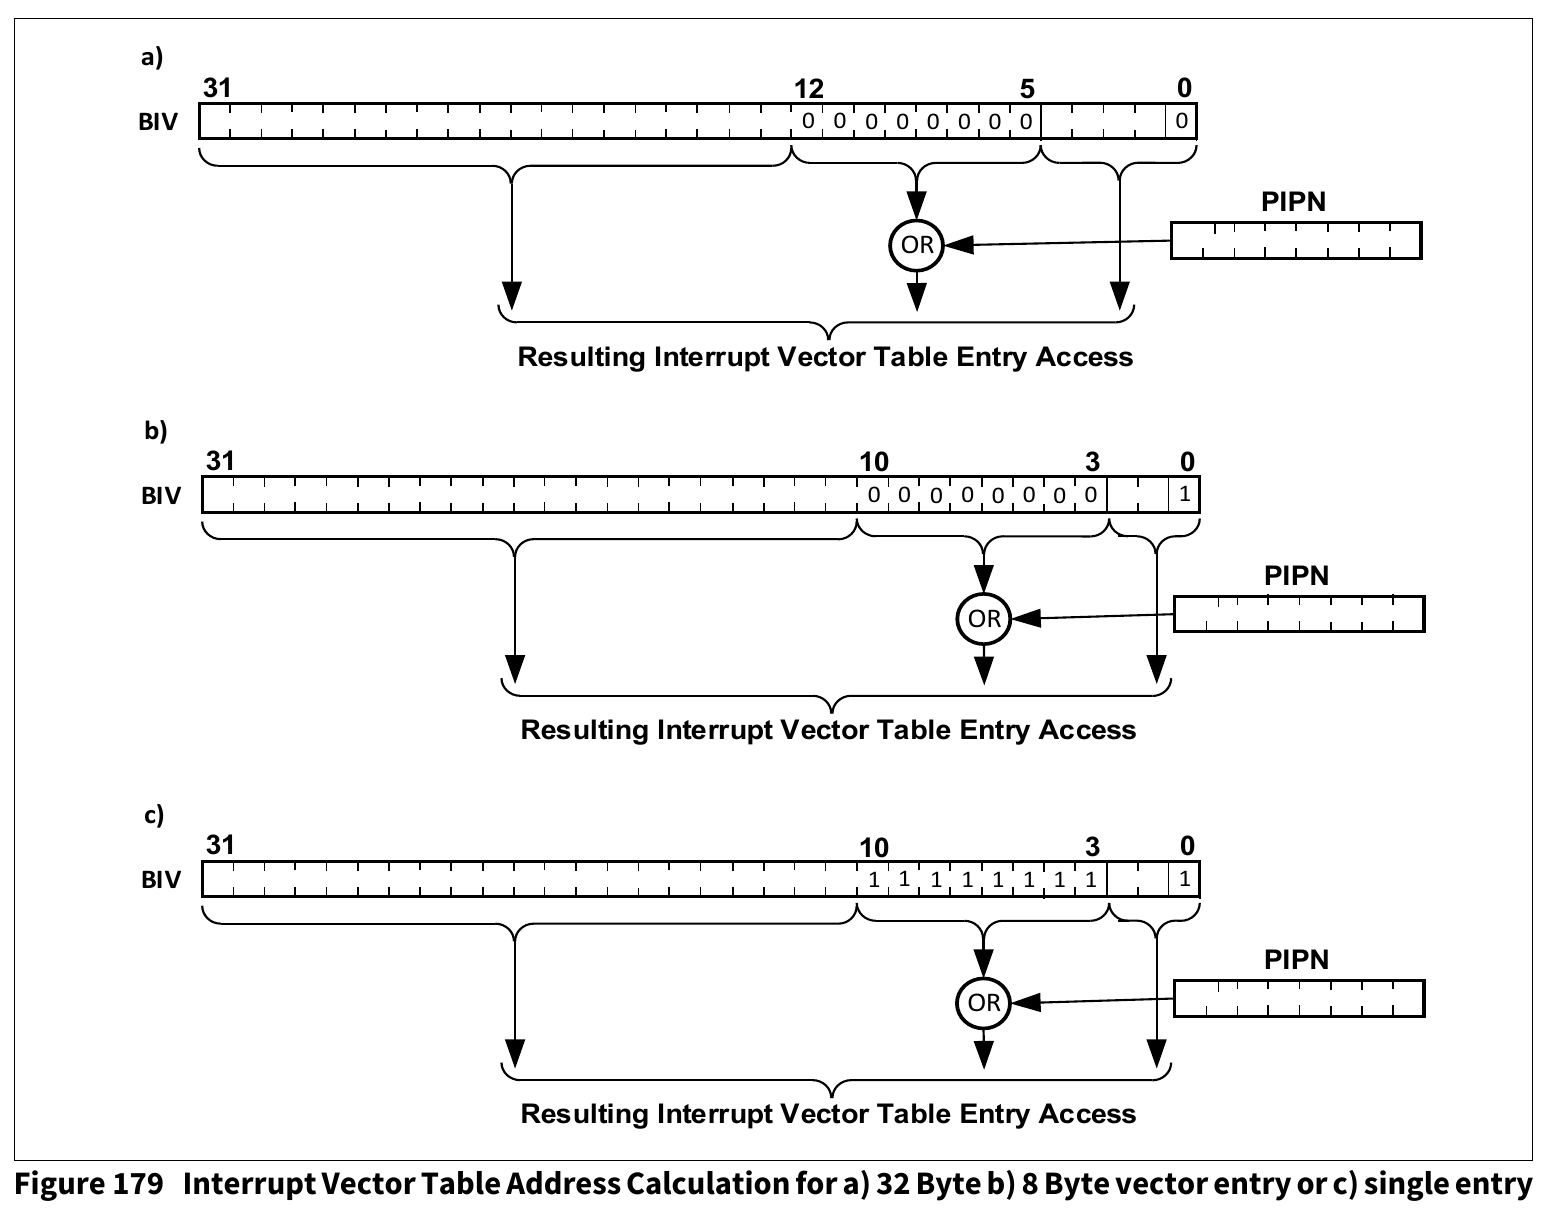 a)
31 12 5 0
BIV 0 0 0 0 0 0 0 0 0
PIPN
OR
Resulting Interrupt Vector Table Entry Access
b)
31 10 3 0
BIV 0 0 0 0 0 0 0 0 1
PIPN
OR
Resulting Interrupt Vector Table Entry Access
c)
31 10 3 0
BIV 1 1 1 1 1 1 1 1 1
PIPN
OR
Resulting Interrupt Vector Table Entry Access
Figure 179 Interrupt Vector Table Address Calculation for a) 32 Byte b) 8 Byte vector entry or c) single entry